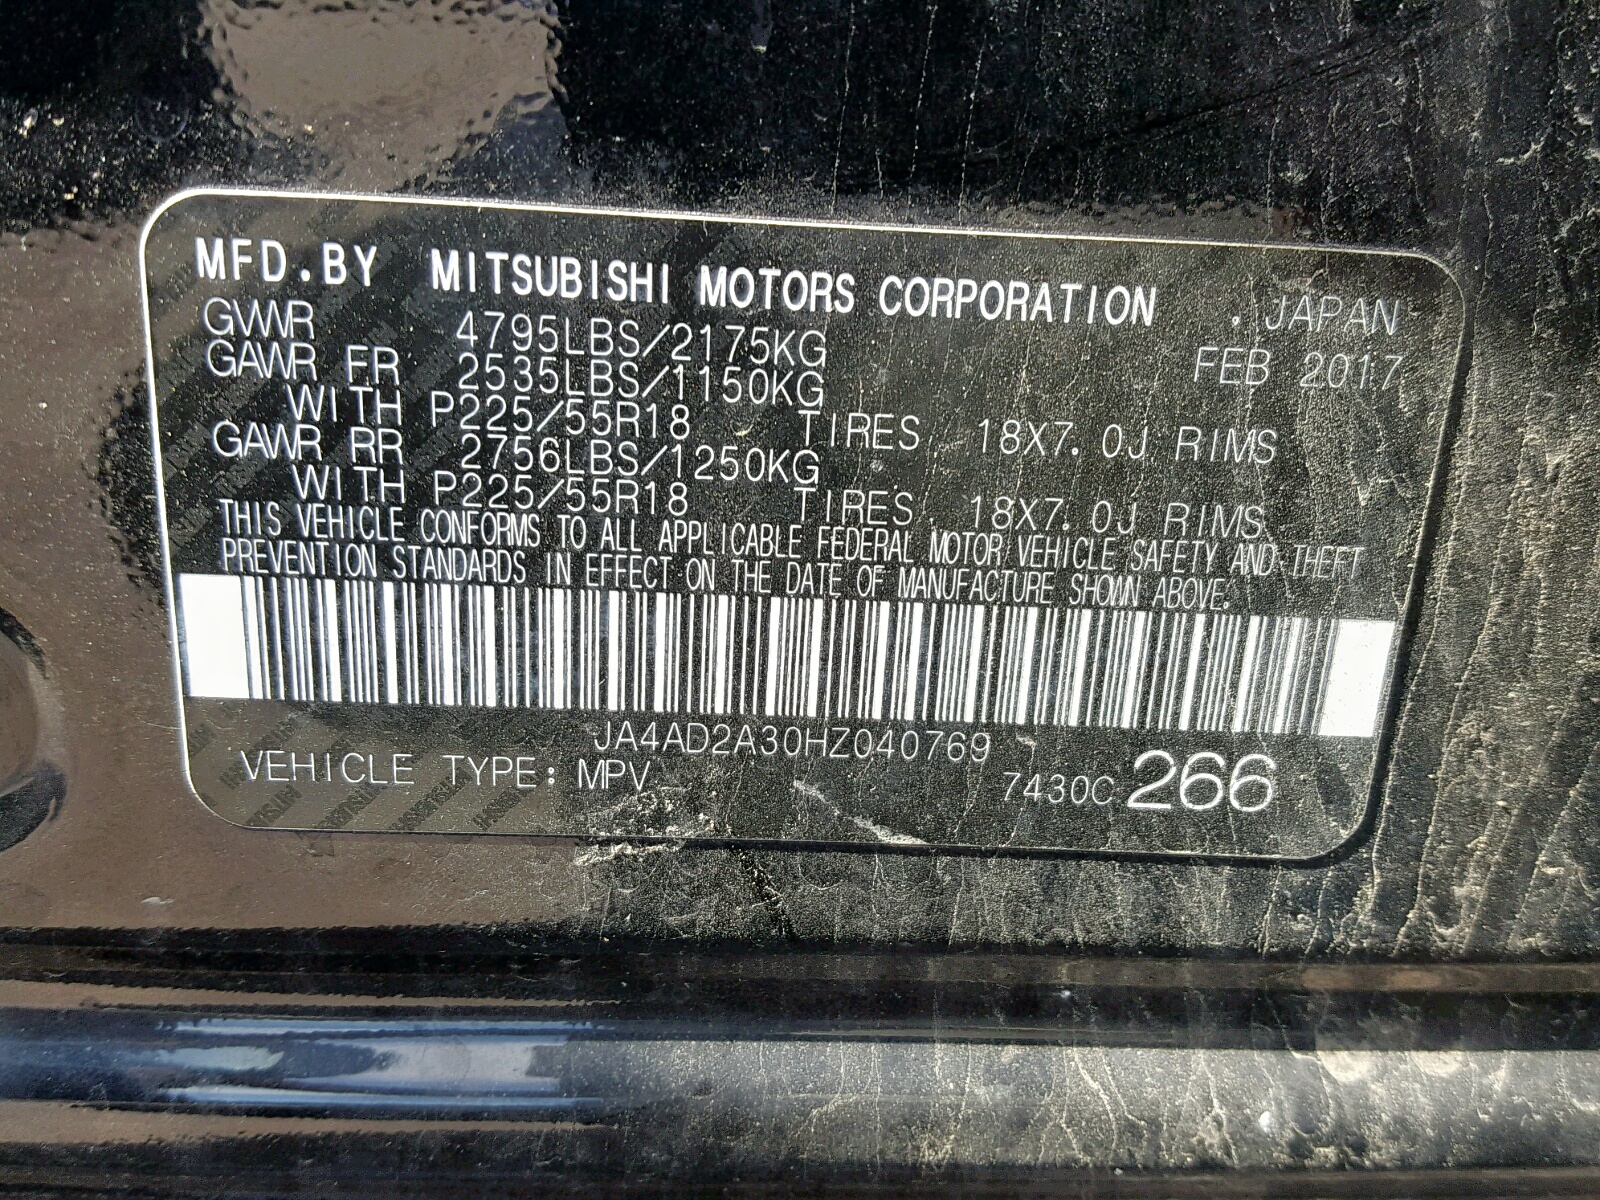 MFD.BY MITSUBISHI MOTORS CORPORATION , JAPAN
GVWR 4795LBS/2175KG FEB 2017
GAWR FR 2535LBS/1150KG
WITH P225/55R18 TIRES, 18X7.0J RIMS
GAWR RR 2756LBS/1250KG
WITH P225/55R18 TIRES, 18X7.0J RIMS
THIS VEHICLE CONFORMS TO ALL APPLICABLE FEDERAL MOTOR VEHICLE SAFETY AND THEFT
PREVENTION STANDARDS IN EFFECT ON THE DATE OF MANUFACTURE SHOWN ABOVE.
JA4AD2A30HZ040769
VEHICLE TYPE: MPV 7430C 266